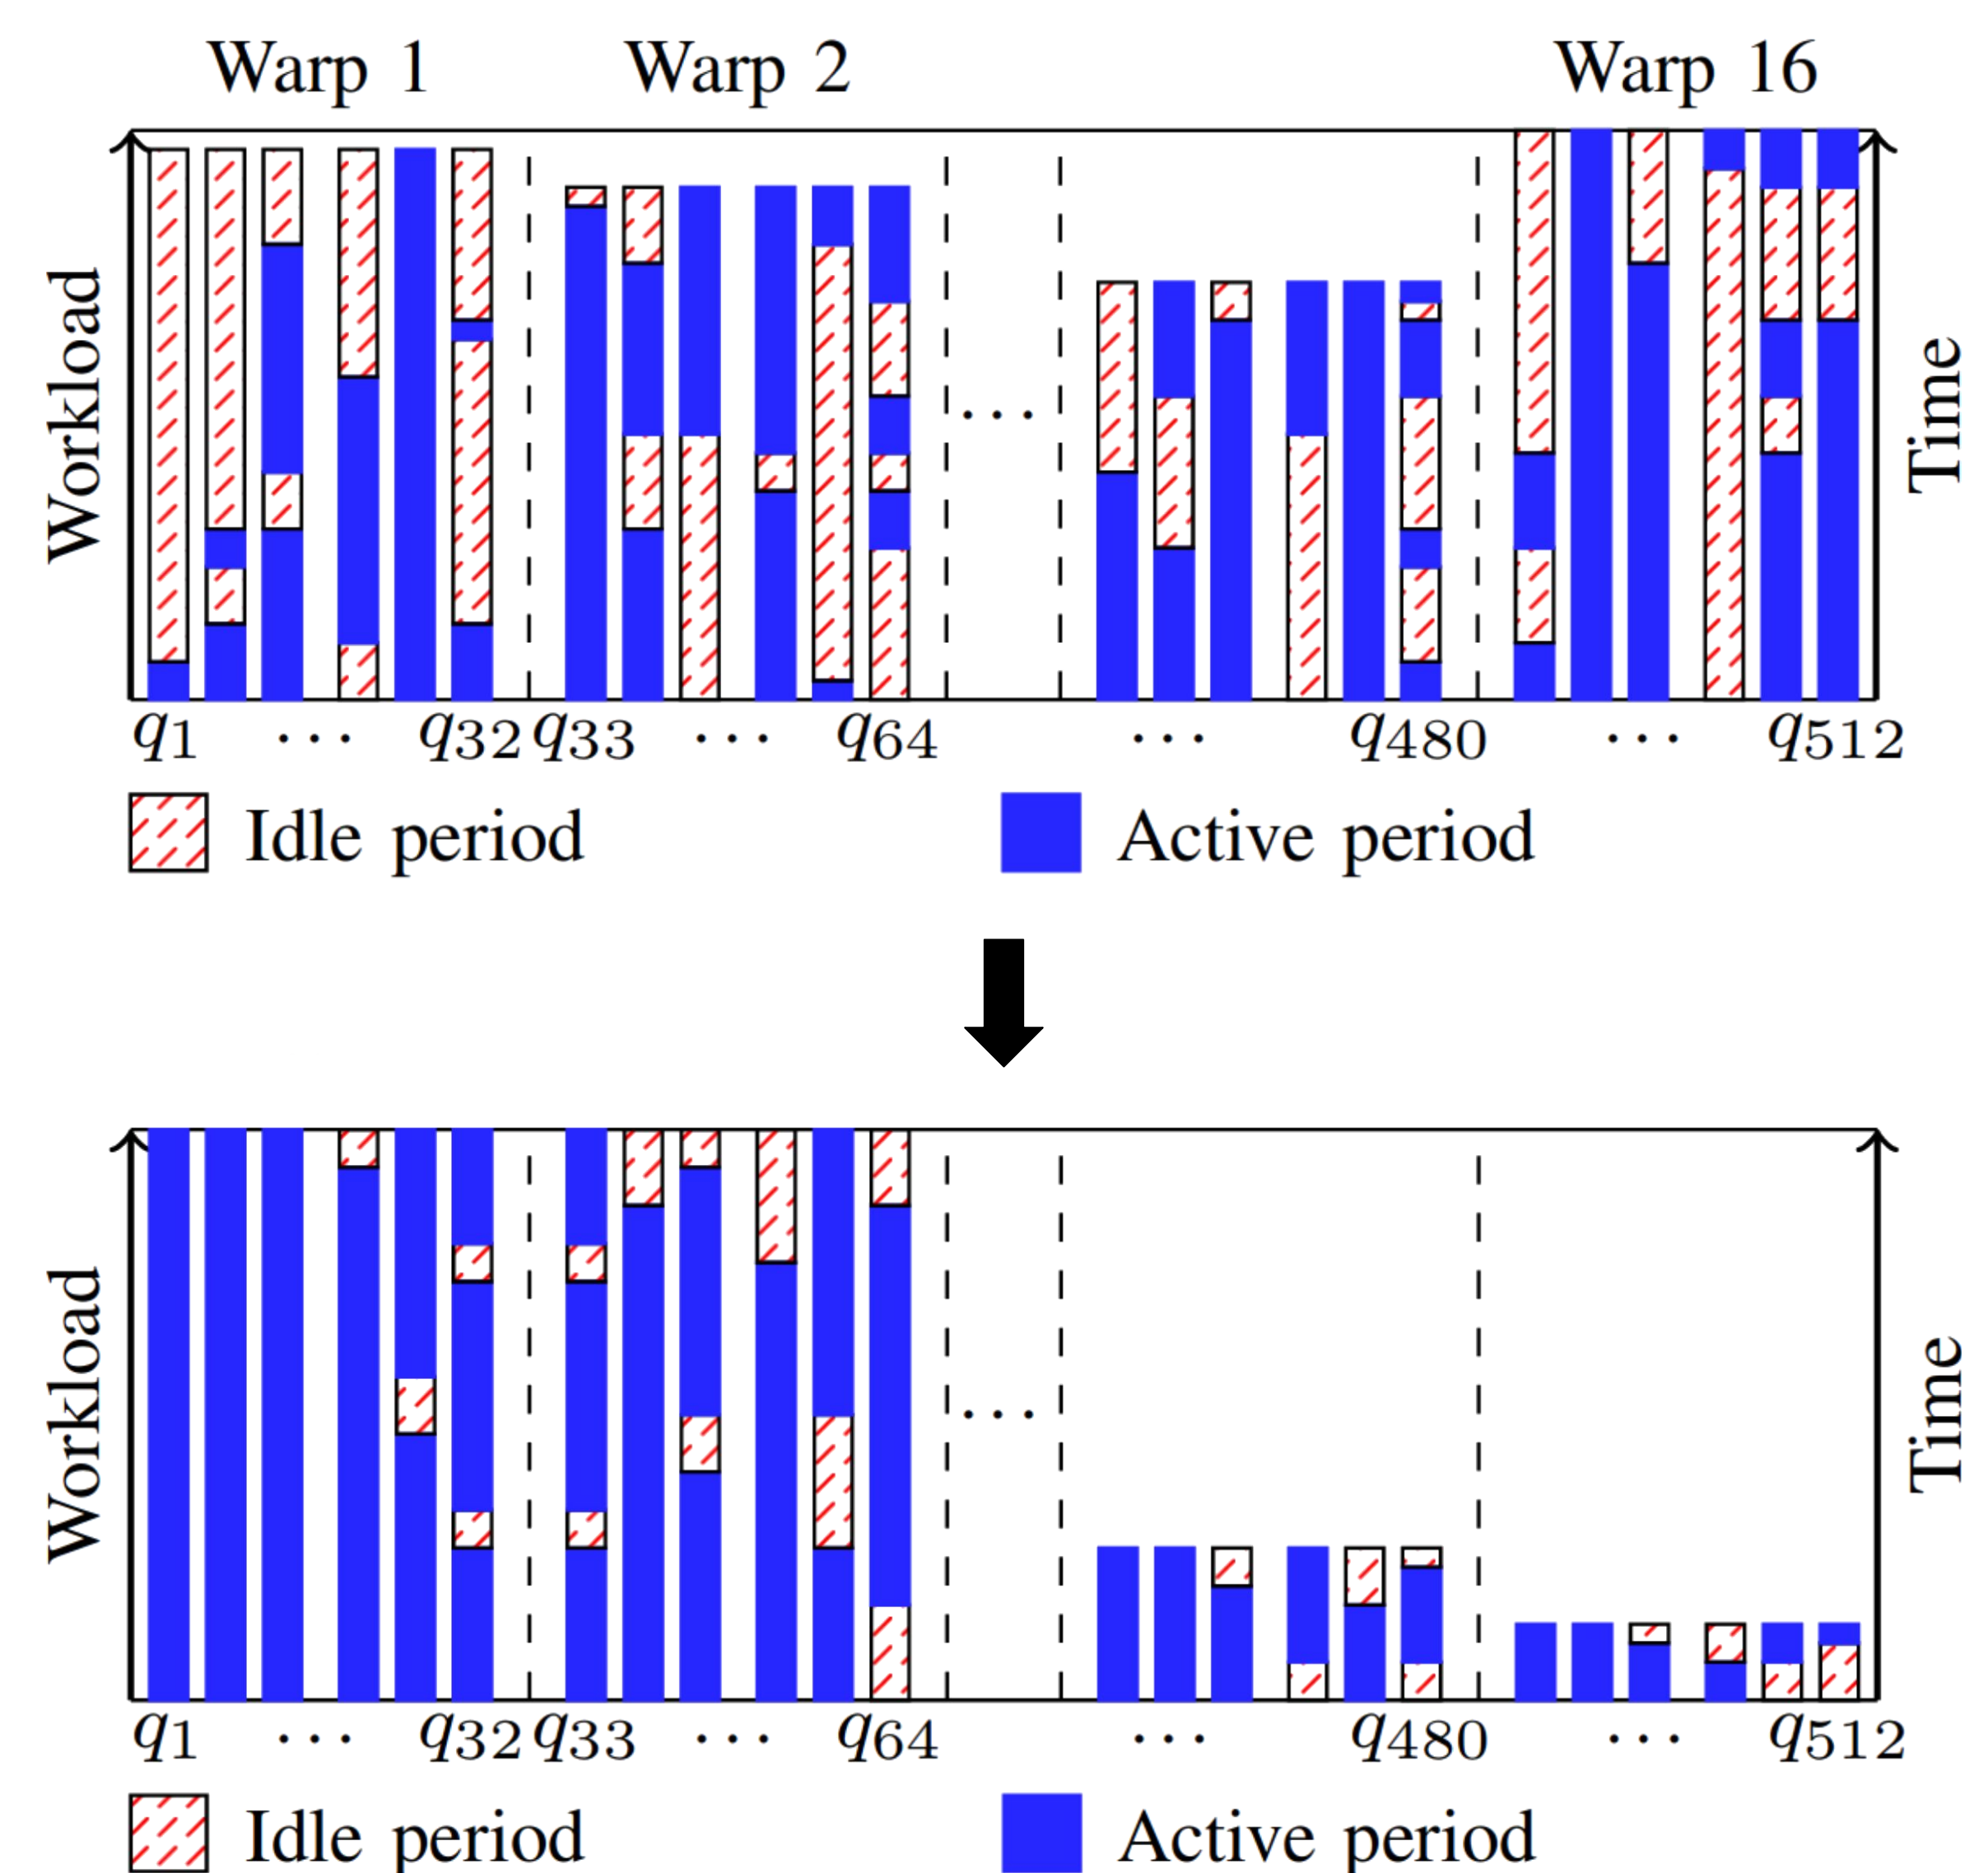 Warp 1 Warp 2 Warp 16
Workload
...
Time
q1 ... q32 q33 ... q64 ... q480 ... q512
Idle period Active period
Workload
...
Time
q1 ... q32 q33 ... q64 ... q480 ... q512
Idle period Active period